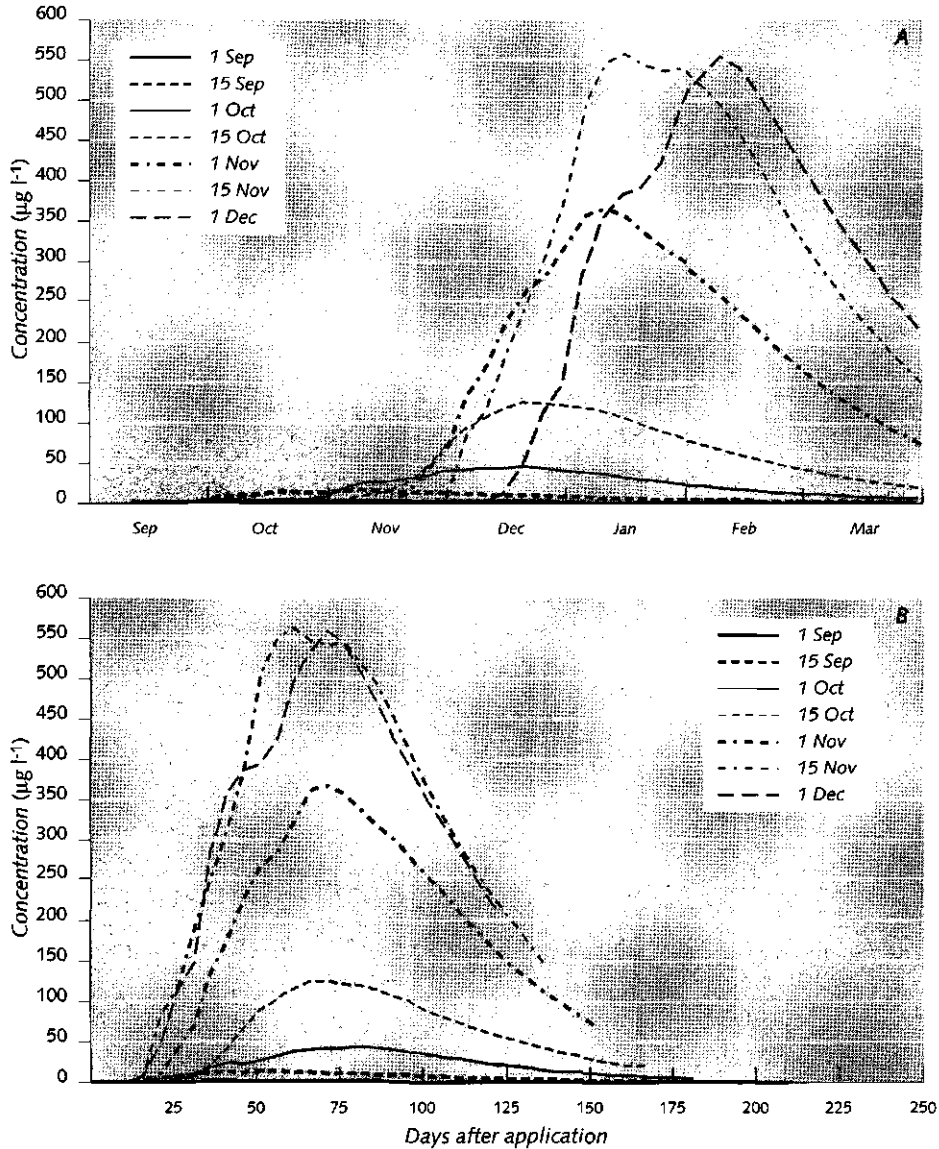 A
600
550
500
450
400
350
300
250
200
150
100
50
0
Concentration (µg l⁻¹)
1 Sep
15 Sep
1 Oct
15 Oct
1 Nov
15 Nov
1 Dec
Sep Oct Nov Dec Jan Feb Mar
B
600
550
500
450
400
350
300
250
200
150
100
50
0
Concentration (µg l⁻¹)
1 Sep
15 Sep
1 Oct
15 Oct
1 Nov
15 Nov
1 Dec
25 50 75 100 125 150 175 200 225 250
Days after application